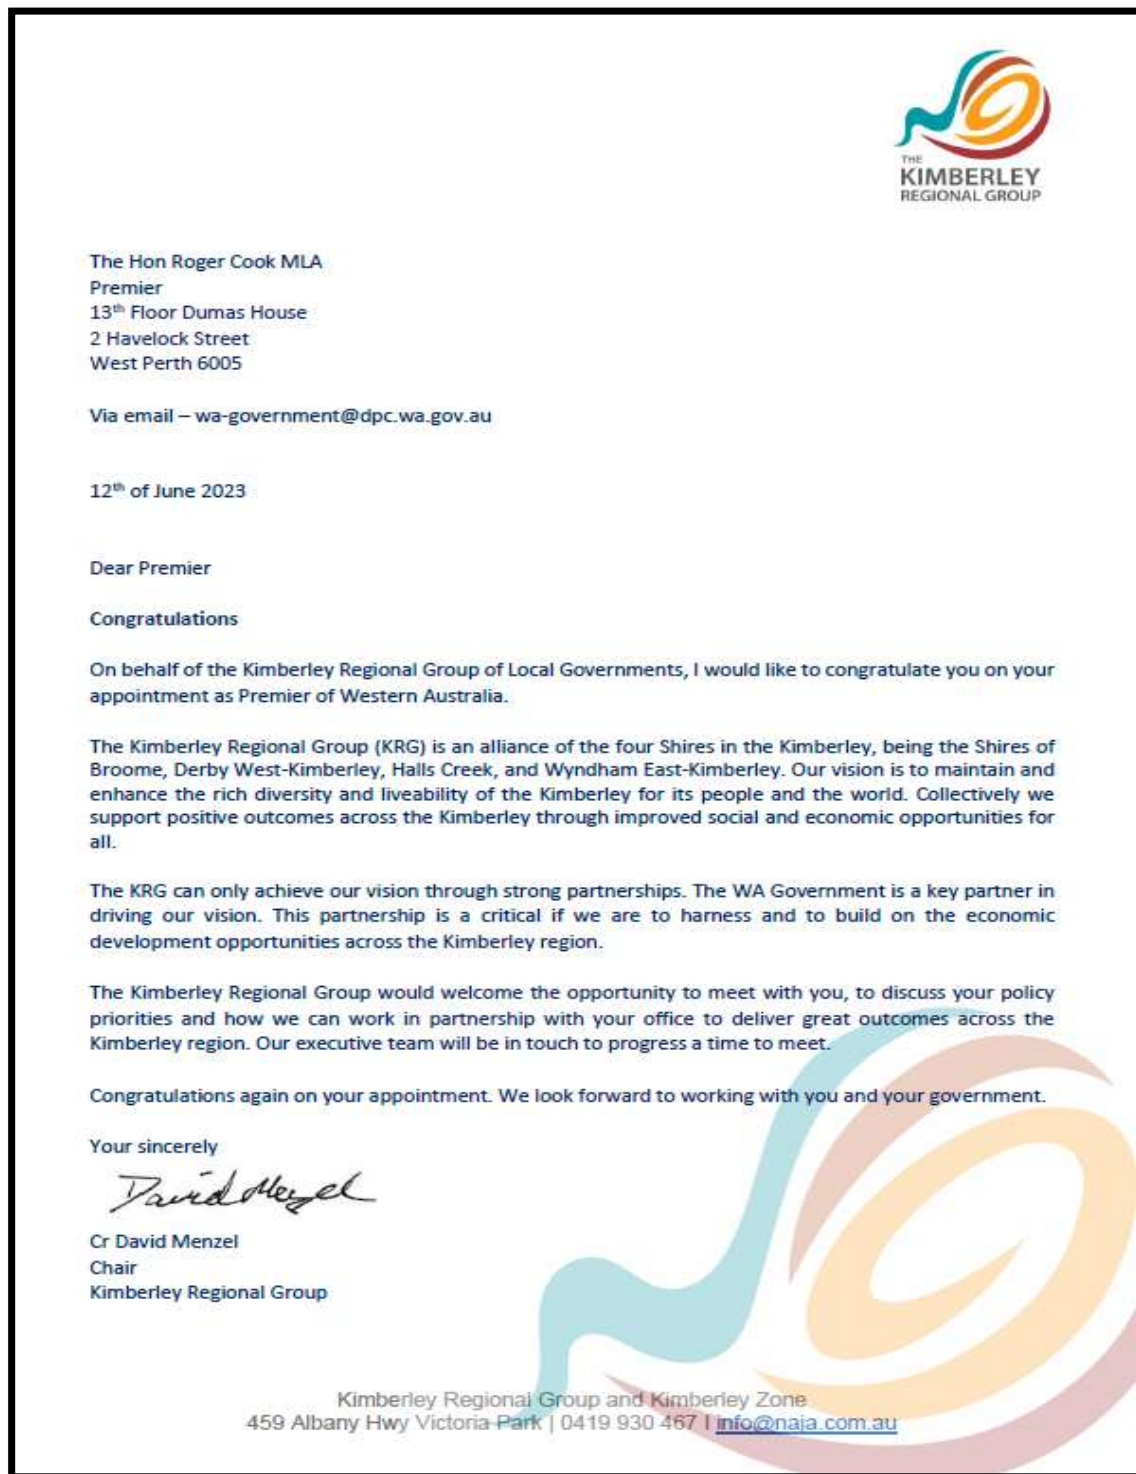 THE
KIMBERLEY
REGIONAL GROUP
The Hon Roger Cook MLA
Premier
13th Floor Dumas House
2 Havelock Street
West Perth 6005
Via email – wa-government@dpc.wa.gov.au
12th of June 2023
Dear Premier
Congratulations
On behalf of the Kimberley Regional Group of Local Governments, I would like to congratulate you on your
appointment as Premier of Western Australia.
The Kimberley Regional Group (KRG) is an alliance of the four Shires in the Kimberley, being the Shires of
Broome, Derby West-Kimberley, Halls Creek, and Wyndham East-Kimberley. Our vision is to maintain and
enhance the rich diversity and liveability of the Kimberley for its people and the world. Collectively we
support positive outcomes across the Kimberley through improved social and economic opportunities for
all.
The KRG can only achieve our vision through strong partnerships. The WA Government is a key partner in
driving our vision. This partnership is a critical if we are to harness and to build on the economic
development opportunities across the Kimberley region.
The Kimberley Regional Group would welcome the opportunity to meet with you, to discuss your policy
priorities and how we can work in partnership with your office to deliver great outcomes across the
Kimberley region. Our executive team will be in touch to progress a time to meet.
Congratulations again on your appointment. We look forward to working with you and your government.
Your sincerely
David Menzel
Cr David Menzel
Chair
Kimberley Regional Group
Kimberley Regional Group and Kimberley Zone
459 Albany Hwy Victoria Park | 0419 930 467 | info@naja.com.au